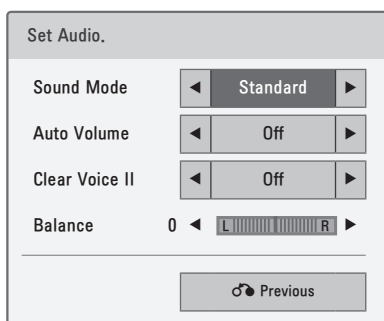 Set Audio.
Sound Mode ◀ Standard ▶
Auto Volume ◀ Off ▶
Clear Voice II ◀ Off ▶
Balance 0 ◀ L R ▶
Previous